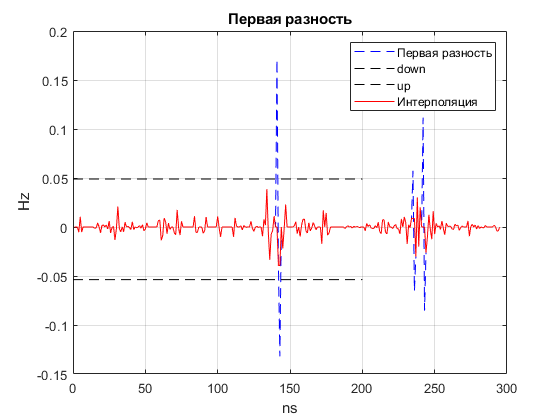 Первая разность
0.2
0.15
0.1
0.05
0
-0.05
-0.1
-0.15
Hz
Первая разность
down
up
Интерполяция
0 50 100 150 200 250 300
ns